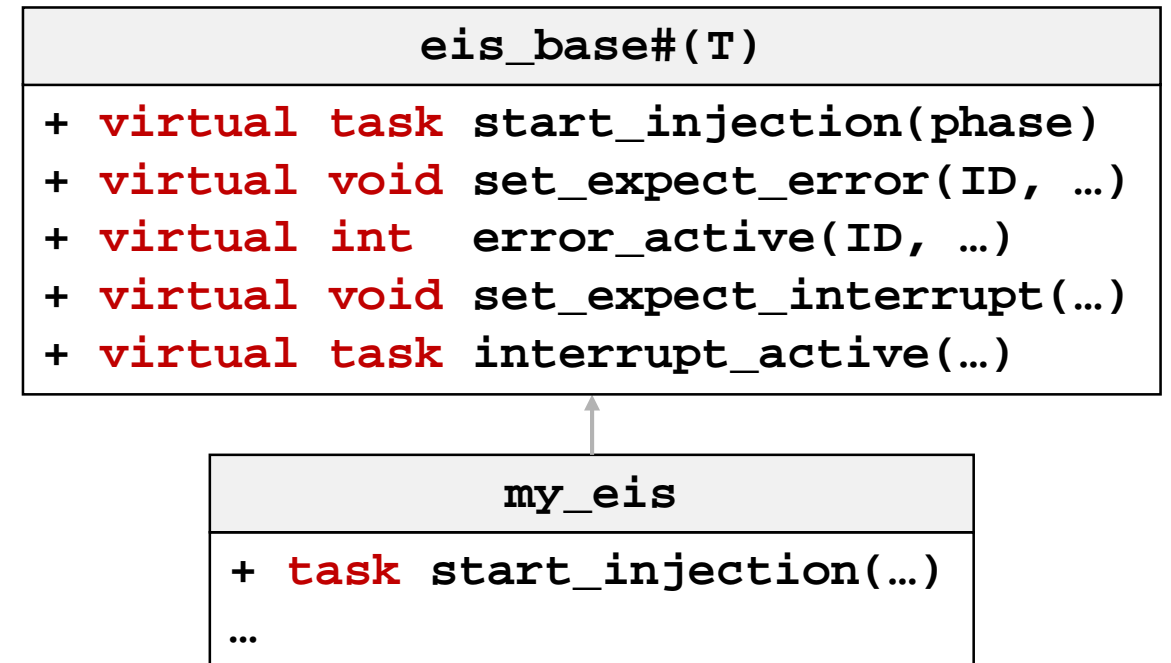 eis_base#(T)
+ virtual task start_injection(phase)
+ virtual void set_expect_error(ID, …)
+ virtual int error_active(ID, …)
+ virtual void set_expect_interrupt(…)
+ virtual task interrupt_active(…)
my_eis
+ task start_injection(…)
…